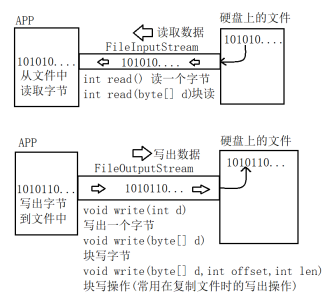 APP
读取数据
硬盘上的文件
FileInputStream
101010....
101010....
101010....
从文件中
读取字节
int read() 读一个字节
int read(byte[] d)块读
APP
写出数据
硬盘上的文件
FileOutputStream
1010110...
1010110...
1010110...
写出字节
到文件中
void write(int d)
写出一个字节
void write(byte[] d)
块写字节
void write(byte[] d,int offset,int len)
块写操作(常用在复制文件时的写出操作)